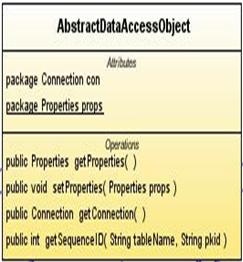 AbstractDataAccessObject
Attributes
package Connection con
package Properties props
Operations
public Properties getProperties( )
public void setProperties( Properties props )
public Connection getConnection( )
public int getSequenceID( String tableName, String pkid )